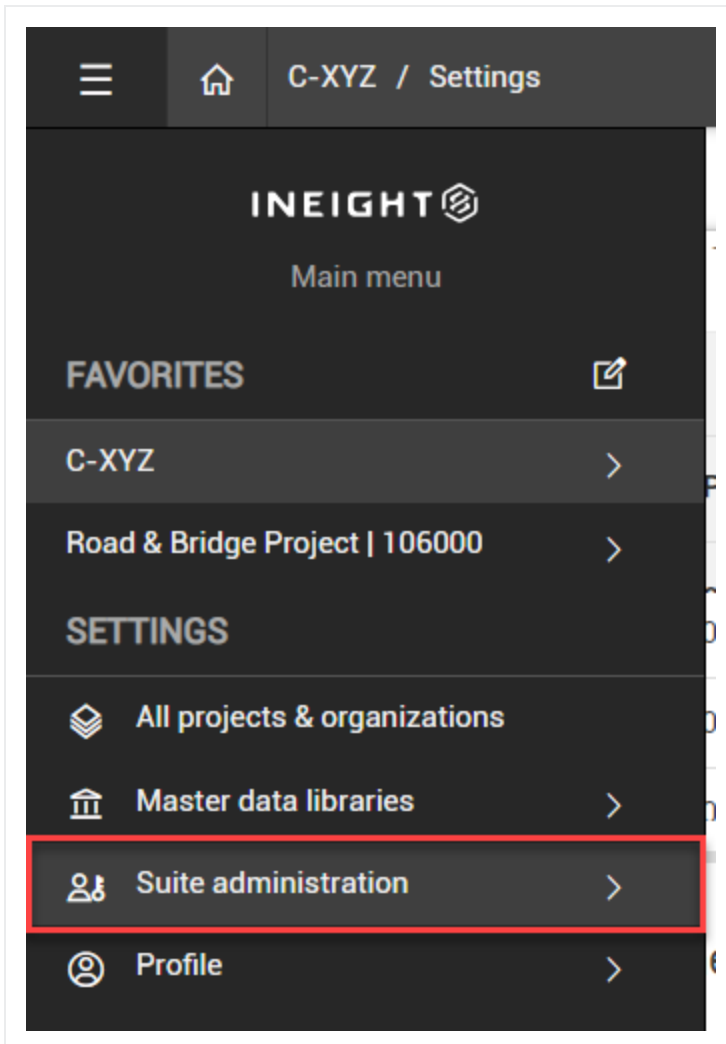 C-XYZ / Settings
INEIGHT
Main menu
FAVORITES
C-XYZ
Road & Bridge Project | 106000
SETTINGS
All projects & organizations
Master data libraries
Suite administration
Profile